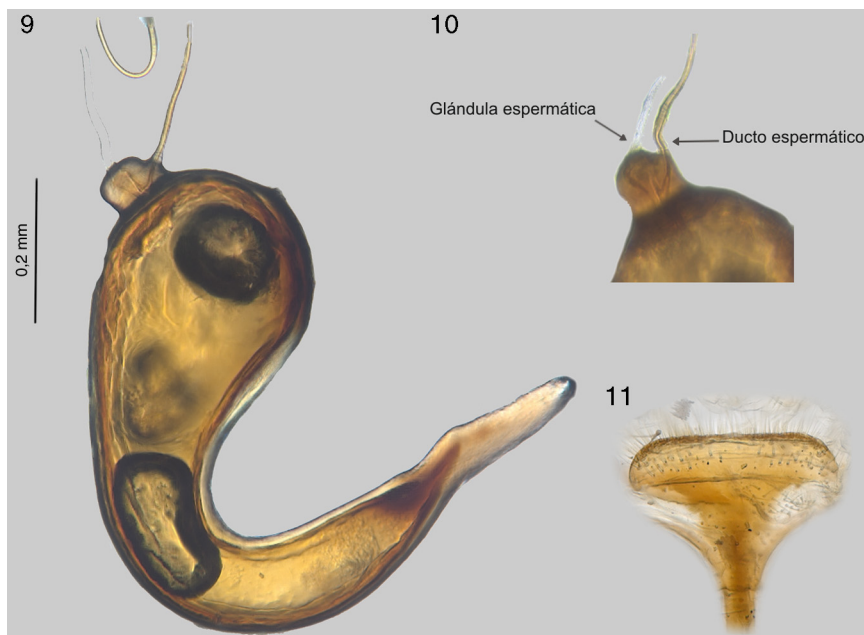 9
10
Glándula espermática
Ducto espermático
0,2 mm
11